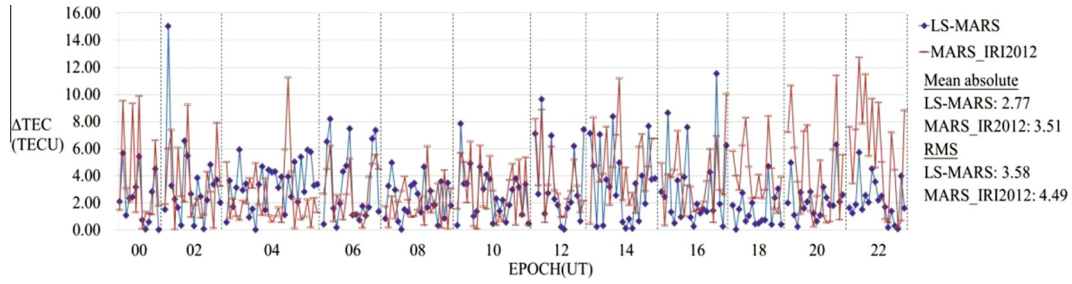 16.00
14.00
12.00
10.00
8.00
6.00
4.00
2.00
0.00
ΔTEC
(TECU)
00 02 04 06 08 10 12 14 16 18 20 22
EPOCH(UT)
LS-MARS
MARS_IRI2012
Mean absolute
LS-MARS: 2.77
MARS_IR2012: 3.51
RMS
LS-MARS: 3.58
MARS_IRI2012: 4.49